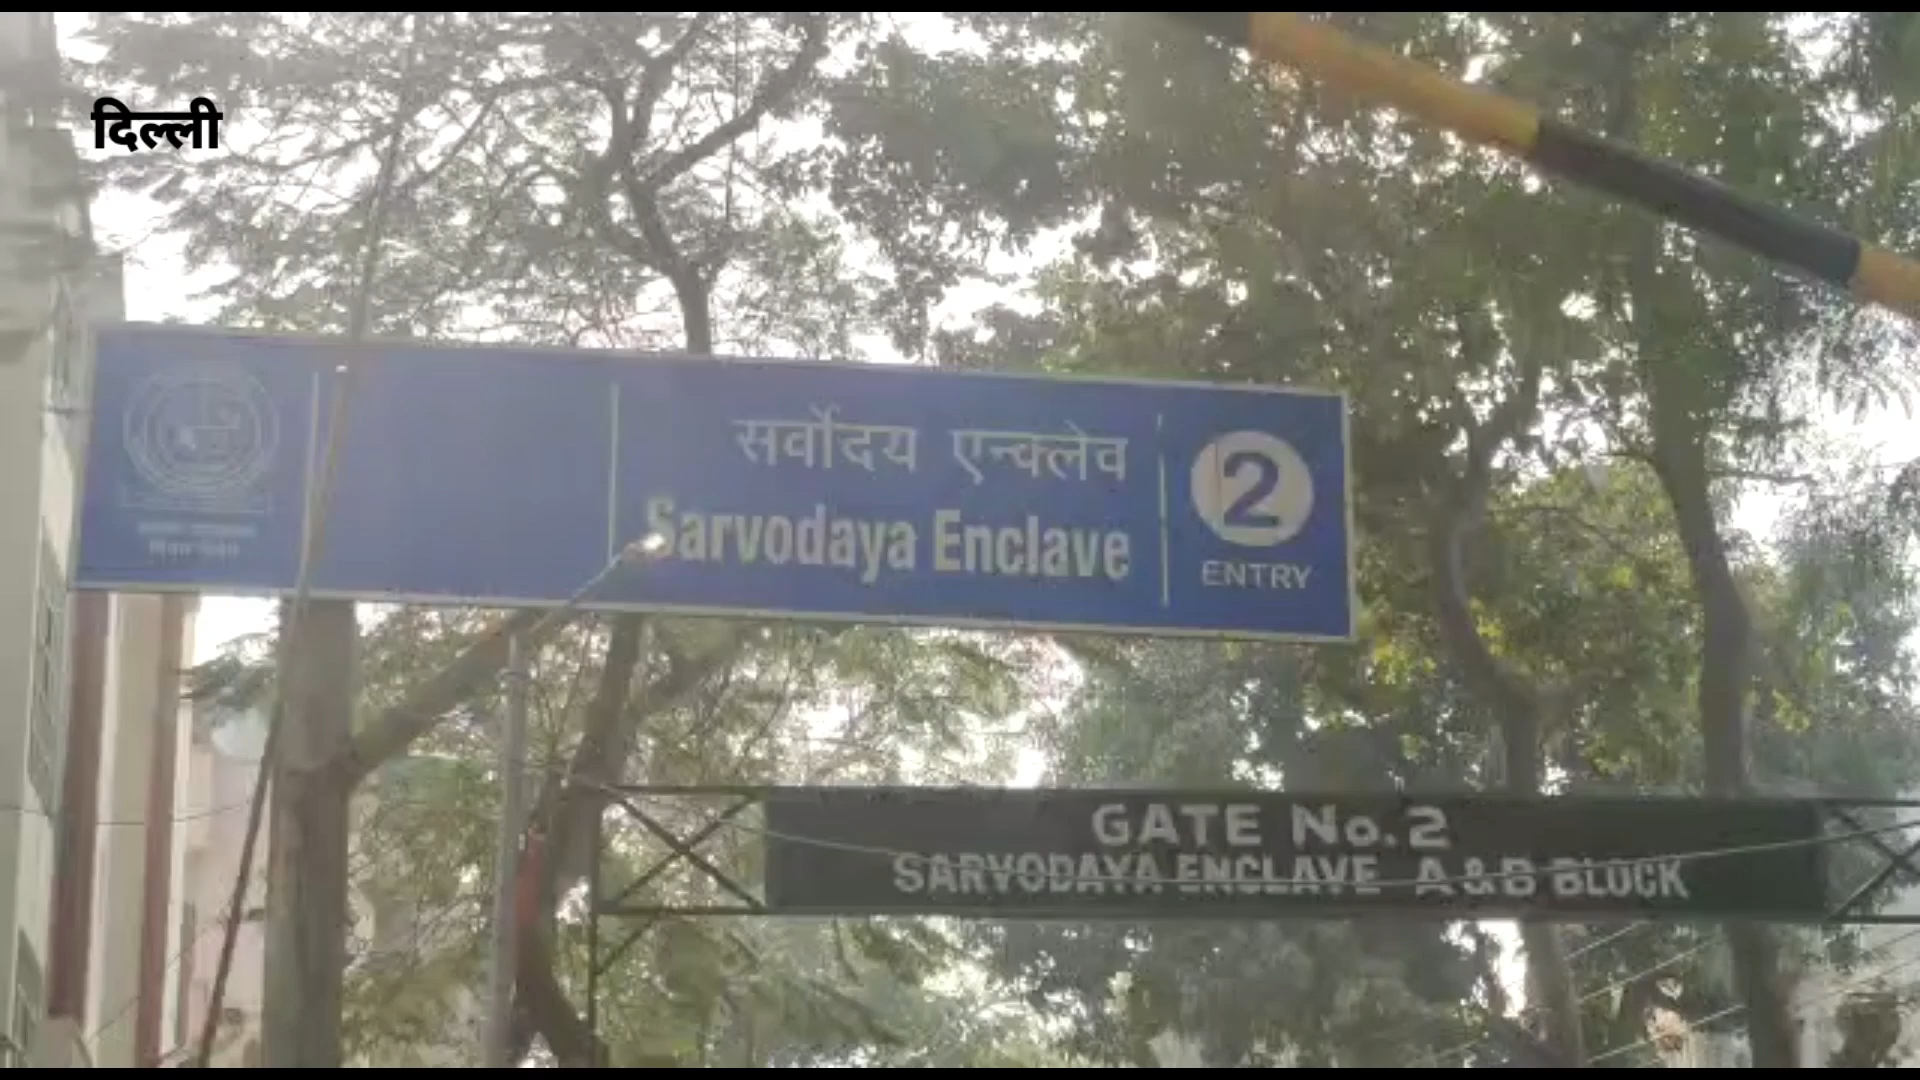 दिल्ली
सर्वोदय एन्क्लेव
Sarvodaya Enclave
2
ENTRY
GATE No. 2
SARVODAYA ENCLAVE A & B BLOCK